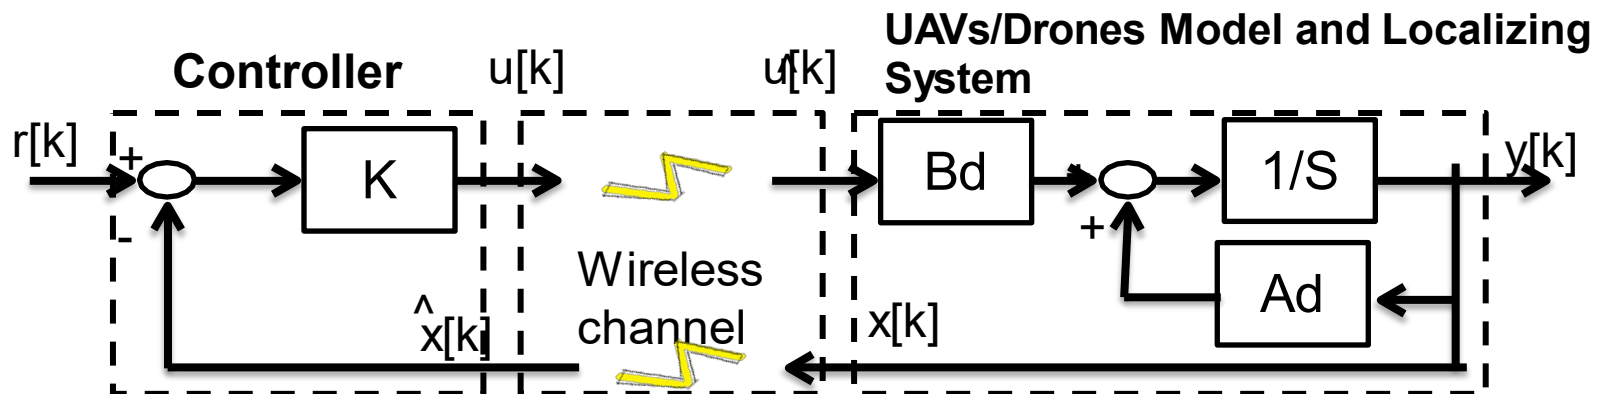 UAVs/Drones Model and Localizing
System
Controller
u[k]
û[k]
r[k]
+
-
K
Bd
+
+
1/S
y[k]
Ad
Wireless
channel
x̂[k]
x[k]